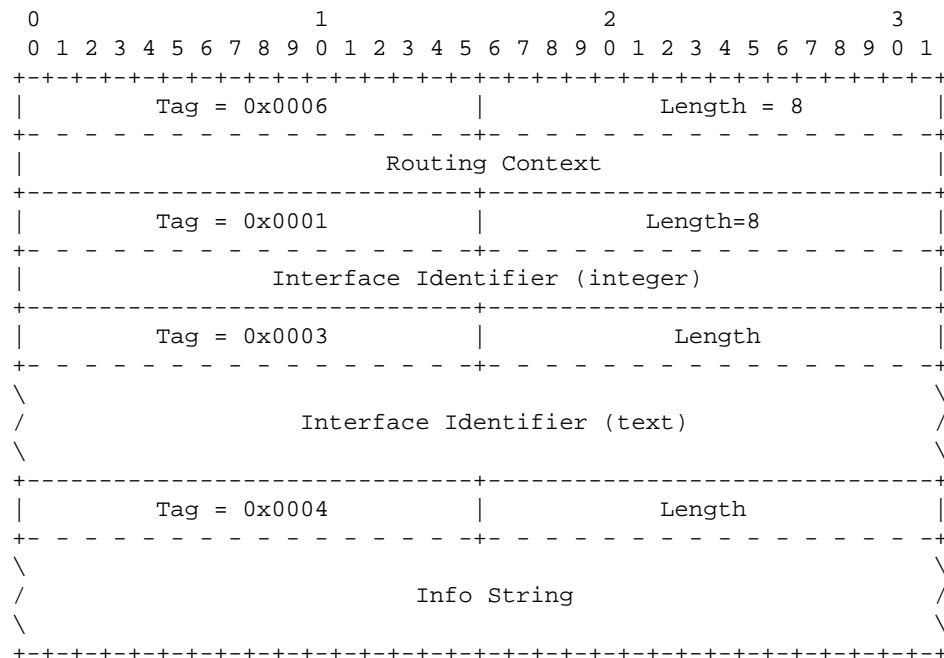 0                   1                   2                   3
 0 1 2 3 4 5 6 7 8 9 0 1 2 3 4 5 6 7 8 9 0 1 2 3 4 5 6 7 8 9 0 1
+-+-+-+-+-+-+-+-+-+-+-+-+-+-+-+-+-+-+-+-+-+-+-+-+-+-+-+-+-+-+-+-+
|         Tag = 0x0006          |            Length = 8         |
+- - - - - - - - - - - - - - - -+- - - - - - - - - - - - - - - -+
|                         Routing Context                       |
+-------------------------------+-------------------------------+
|         Tag = 0x0001          |           Length=8            |
+- - - - - - - - - - - - - - - -+- - - - - - - - - - - - - - - -+
|                 Interface Identifier (integer)                |
+-------------------------------+-------------------------------+
|         Tag = 0x0003          |             Length            |
+- - - - - - - - - - - - - - - -+- - - - - - - - - - - - - - - -+
\                                                               \
/                   Interface Identifier (text)                 /
\                                                               \
+-------------------------------+-------------------------------+
|         Tag = 0x0004          |            Length             |
+- - - - - - - - - - - - - - - -+- - - - - - - - - - - - - - - -+
\                                                               \
/                           Info String                         /
\                                                               \
+-+-+-+-+-+-+-+-+-+-+-+-+-+-+-+-+-+-+-+-+-+-+-+-+-+-+-+-+-+-+-+-+